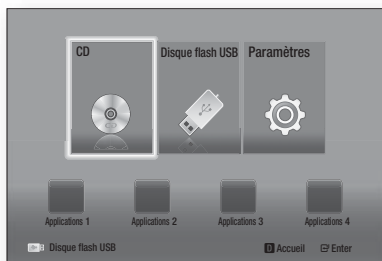 CD Disque flash USB Paramètres
Applications 1 Applications 2 Applications 3 Applications 4
Disque flash USB D Accueil Enter